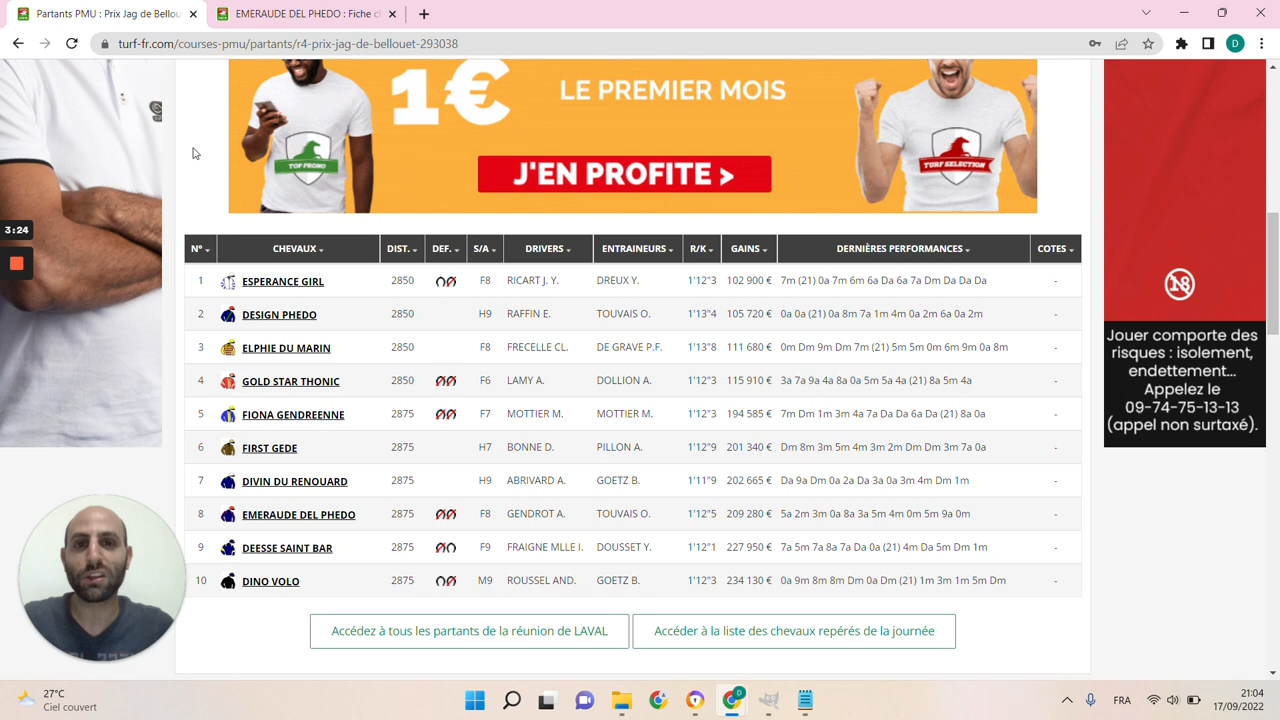 Partants PMU : Prix Jag de Bellou
EMERAUDE DEL PHEDO : Fiche c
turf-fr.com/courses-pmu/partants/r4-prix-jag-de-bellouet-293038
D
1€ LE PREMIER MOIS
TOP PRONO
J'EN PROFITE >
TURF SELECTION
3:24
N° CHEVAUX DIST. DEF. S/A DRIVERS ENTRAINEURS R/K GAINS DERNIÈRES PERFORMANCES COTES
1 ESPERANCE GIRL 2850 F8 RICART J. Y. DREUX Y. 1'12"3 102 900 € 7m (21) 0a 7m 6m 6a Da 6a 7a Dm Da Da Da -
2 DESIGN PHEDO 2850 H9 RAFFIN E. TOUVAIS O. 1'13"4 105 720 € 0a 0a (21) 0a 8m 7a 1m 4m 0a 2m 6a 0a 2m -
3 ELPHIE DU MARIN 2850 F8 FRECELLE CL. DE GRAVE P.F. 1'13"8 111 680 € 0m Dm 9m Dm 7m (21) 5m 5m 0m 6m 9m 0a 8m -
4 GOLD STAR THONIC 2850 F6 LAMY A. DOLLION A. 1'12"3 115 910 € 3a 7a 9a 4a 8a 0a 5m 5a 4a (21) 8a 5m 4a -
5 FIONA GENDREENNE 2875 F7 MOTTIER M. MOTTIER M. 1'12"3 194 585 € 7m Dm 1m 3m 4a 7a Da Da 6a Da (21) 8a 0a -
6 FIRST GEDE 2875 H7 BONNE D. PILLON A. 1'12"9 201 340 € Dm 8m 3m 5m 4m 3m 2m Dm Dm 3m 7a 0a -
7 DIVIN DU RENOUARD 2875 H9 ABRIVARD A. GOETZ B. 1'11"9 202 665 € Da 9a Dm 0a 2a Da 3a 0a 3m 4m Dm 1m -
8 EMERAUDE DEL PHEDO 2875 F8 GENDROT A. TOUVAIS O. 1'12"5 209 280 € 5a 2m 3m 0a 8a 3a 5m 4m 0m 5m 9a 0m -
9 DEESSE SAINT BAR 2875 F9 FRAIGNE MLLE I. DOUSSET Y. 1'12"1 227 950 € 7a 5m 7a 8a 7a Da 0a (21) 4m Da 5m Dm 1m -
10 DINO VOLO 2875 M9 ROUSSEL AND. GOETZ B. 1'12"3 234 130 € 0a 9m 8m 8m Dm 0a Dm (21) 1m 3m 1m 5m Dm -
Accédez à tous les partants de la réunion de LAVAL
Accéder à la liste des chevaux repérés de la journée
18
Jouer comporte des
risques : isolement,
endettement...
Appelez le
09-74-75-13-13
(appel non surtaxé).
27°C
Ciel couvert
D
FRA
21:04
17/09/2022